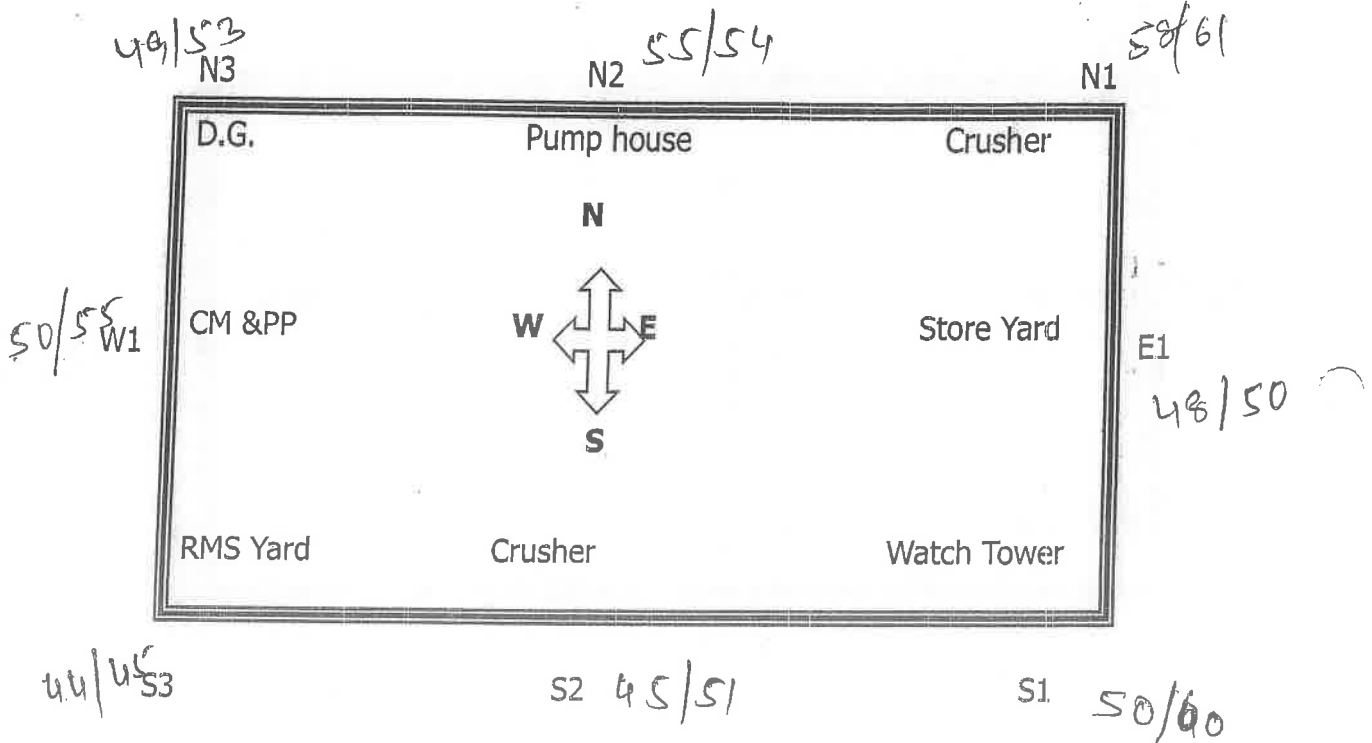 49/53 55/54 58/61
N3 N2 N1
D.G. Pump house Crusher
N
50/55 W1 CM &PP W E Store Yard E1
48/50
S
RMS Yard Crusher Watch Tower
44/45 S3 S2 45/51 S1 50/60